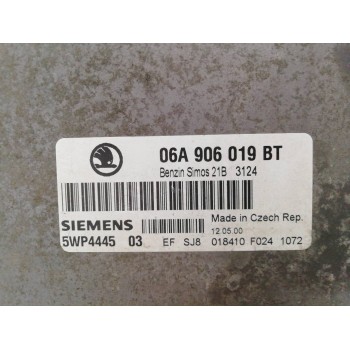 06A 906 019 BT
Benzin Simos 21B 3124
SIEMENS
Made in Czech Rep.
12.05.00
5WP4445 03 EF SJ8 018410 F024 1072